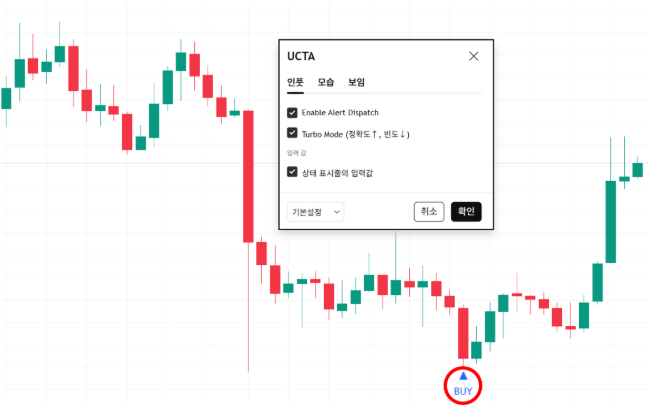 UCTA
인풋 모습 보임
Enable Alert Dispatch
Turbo Mode (정확도↑, 빈도↓)
입력 값
상태 표시줄의 입력값
기본설정 취소 확인
BUY